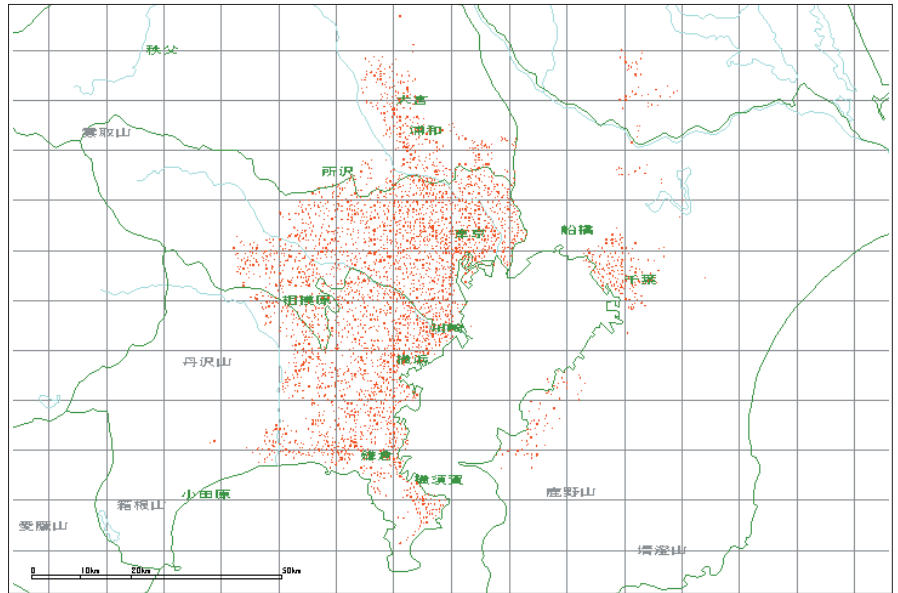 秩父
大宮
浦和
雲取山
所沢
東京
船橋
千葉
相模原
川崎
横浜
丹沢山
鎌倉
横須賀
小田原
箱根山
鹿野山
愛鷹山
清澄山
0 10km 20km 50km